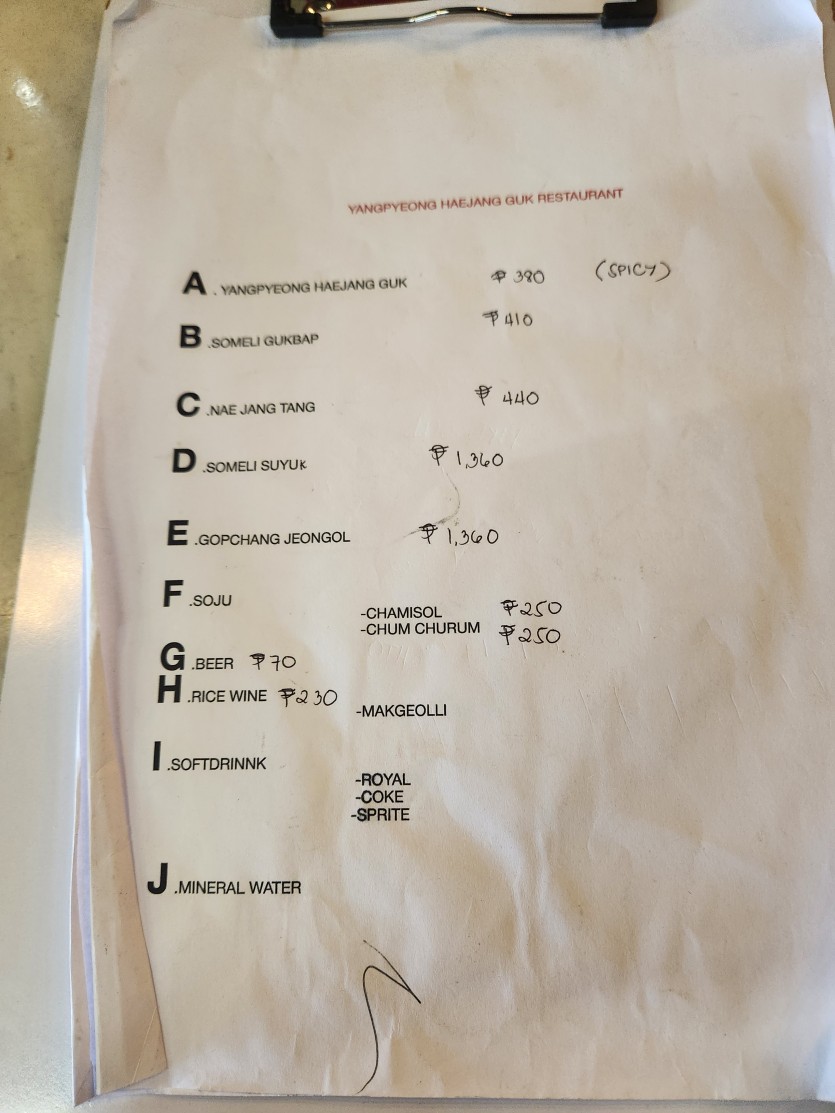 YANGPYEONG HAEJANG GUK RESTAURANT
A . YANGPYEONG HAEJANG GUK ₱ 380 (SPICY)
B .SOMELI GUKBAP ₱ 410
C .NAE JANG TANG ₱ 440
D .SOMELI SUYUK ₱ 1,360
E .GOPCHANG JEONGOL ₱ 1,360
F .SOJU
-CHAMISOL ₱250
-CHUM CHURUM ₱250
G .BEER ₱70
H .RICE WINE ₱230
-MAKGEOLLI
I .SOFTDRINNK
-ROYAL
-COKE
-SPRITE
J .MINERAL WATER